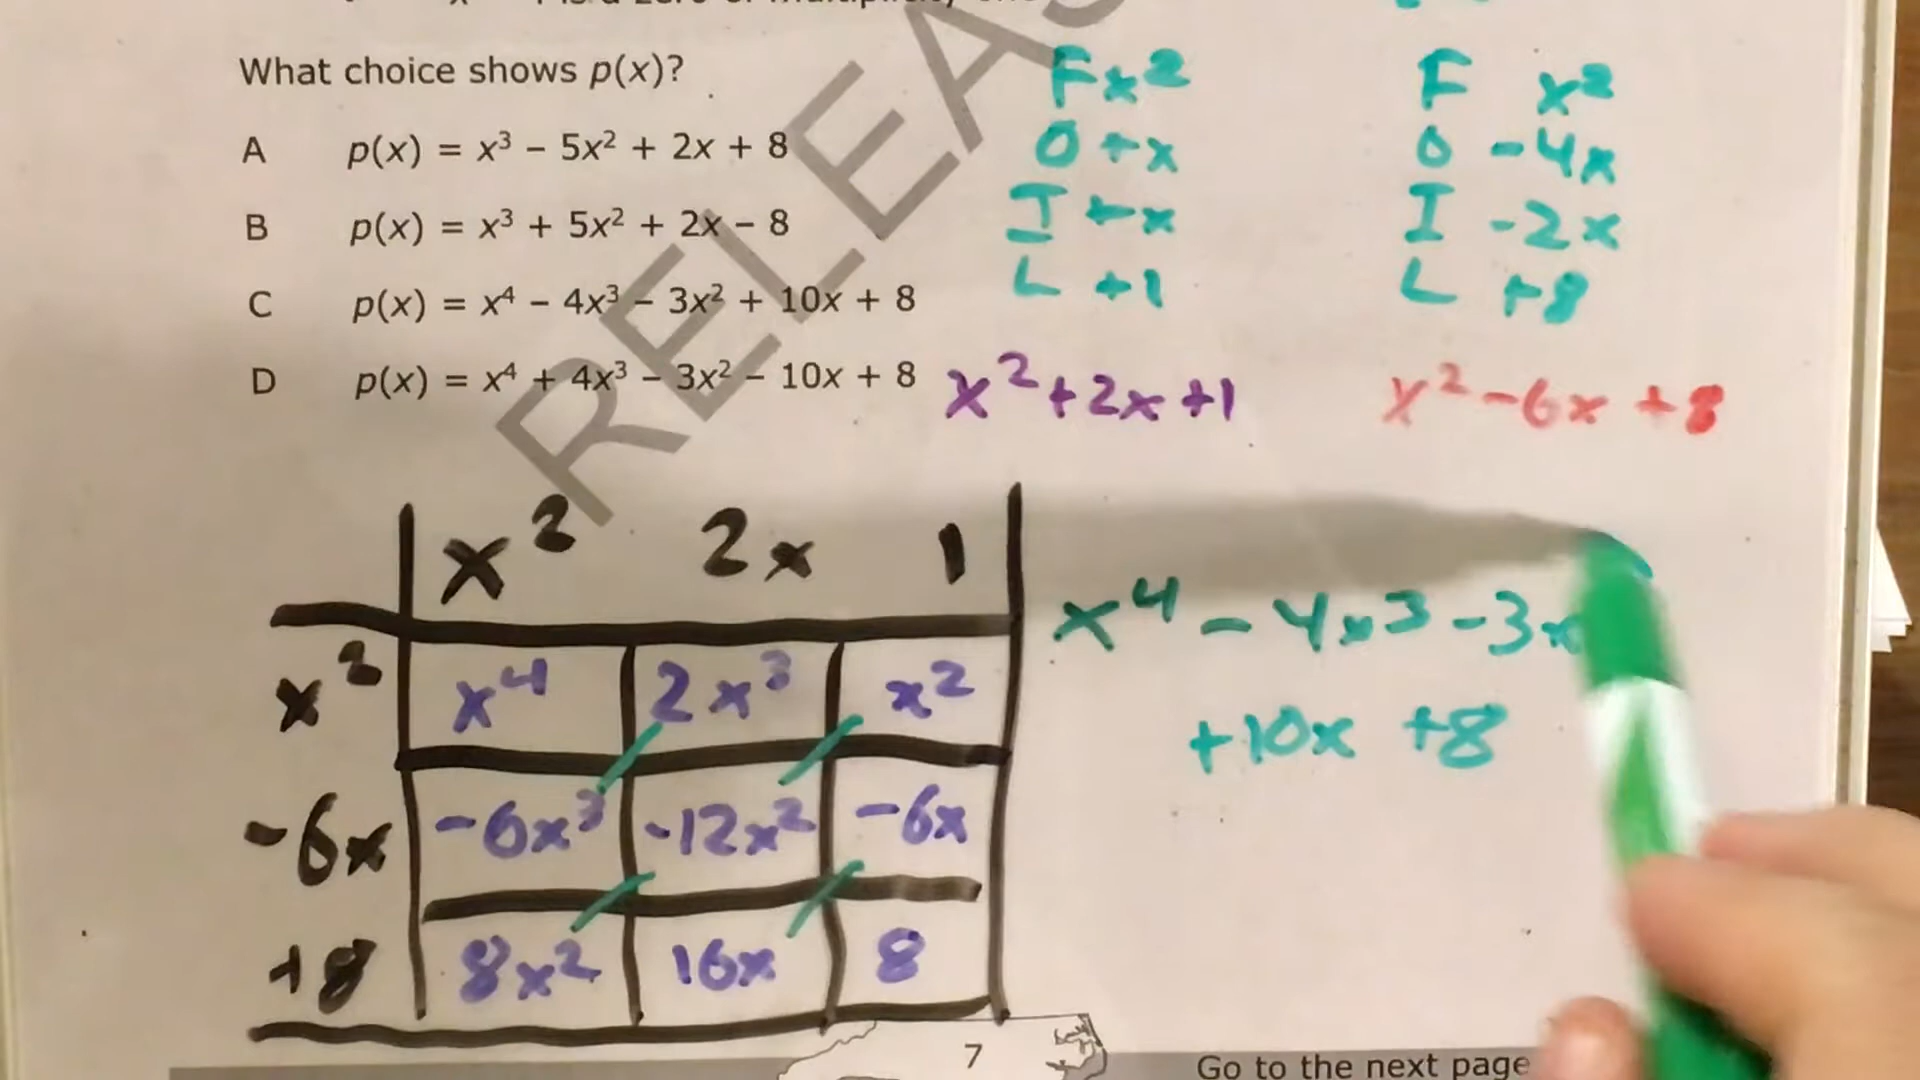 What choice shows p(x)?
A p(x) = x³ – 5x² + 2x + 8
B p(x) = x³ + 5x² + 2x – 8
C p(x) = x⁴ – 4x³ – 3x² + 10x + 8
D p(x) = x⁴ + 4x³ – 3x² – 10x + 8
F x²
O +x
I +x
L +1
x² + 2x + 1
F x²
O -4x
I -2x
L +8
x² - 6x + 8
x² 2x 1
x² x⁴ 2x³ x²
-6x -6x³ -12x² -6x
+8 8x² 16x 8
x⁴ - 4x³ - 3x
+10x +8
7
Go to the next page